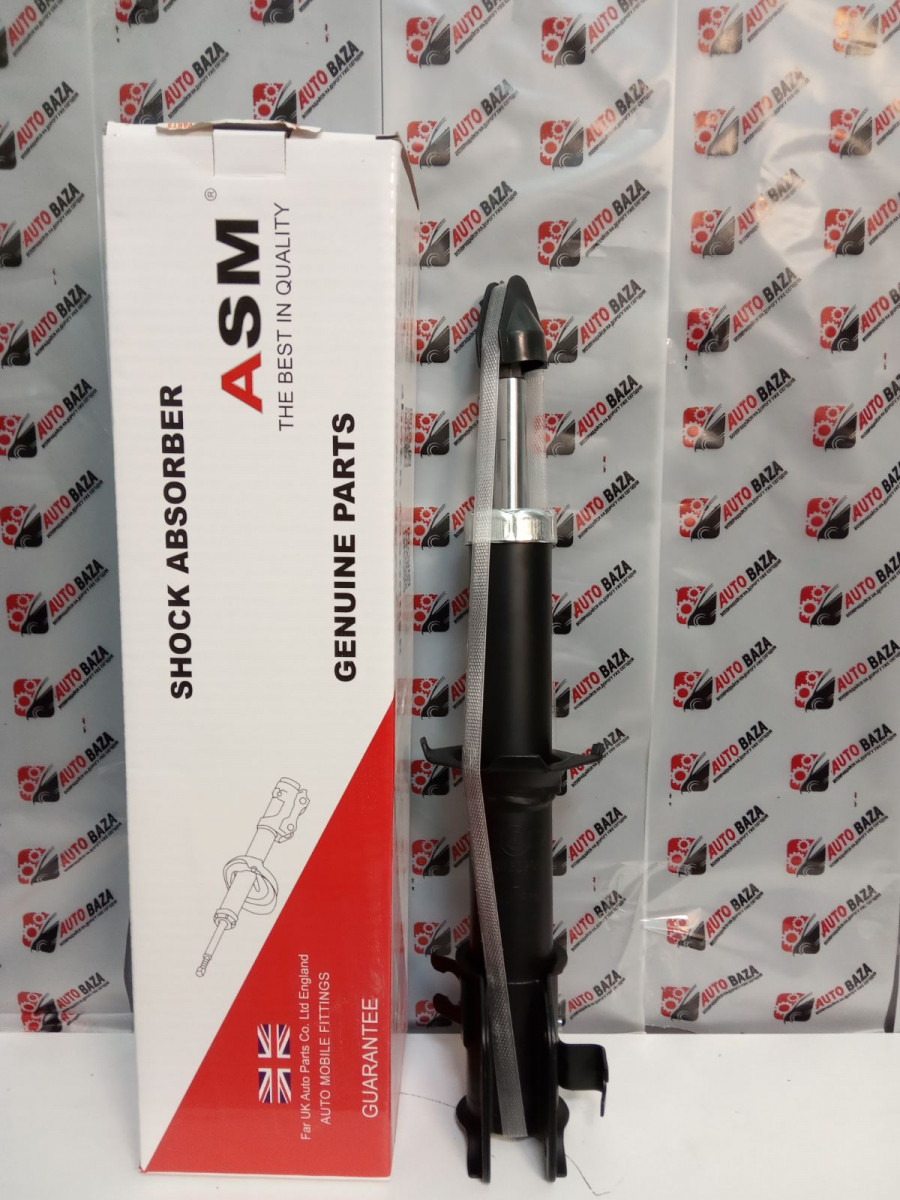 ASM®
THE BEST IN QUALITY
SHOCK ABSORBER
GENUINE PARTS
Far UK Auto Parts Co. Ltd England
AUTO MOBILE FITTINGS
GUARANTEE
AUTO BAZA